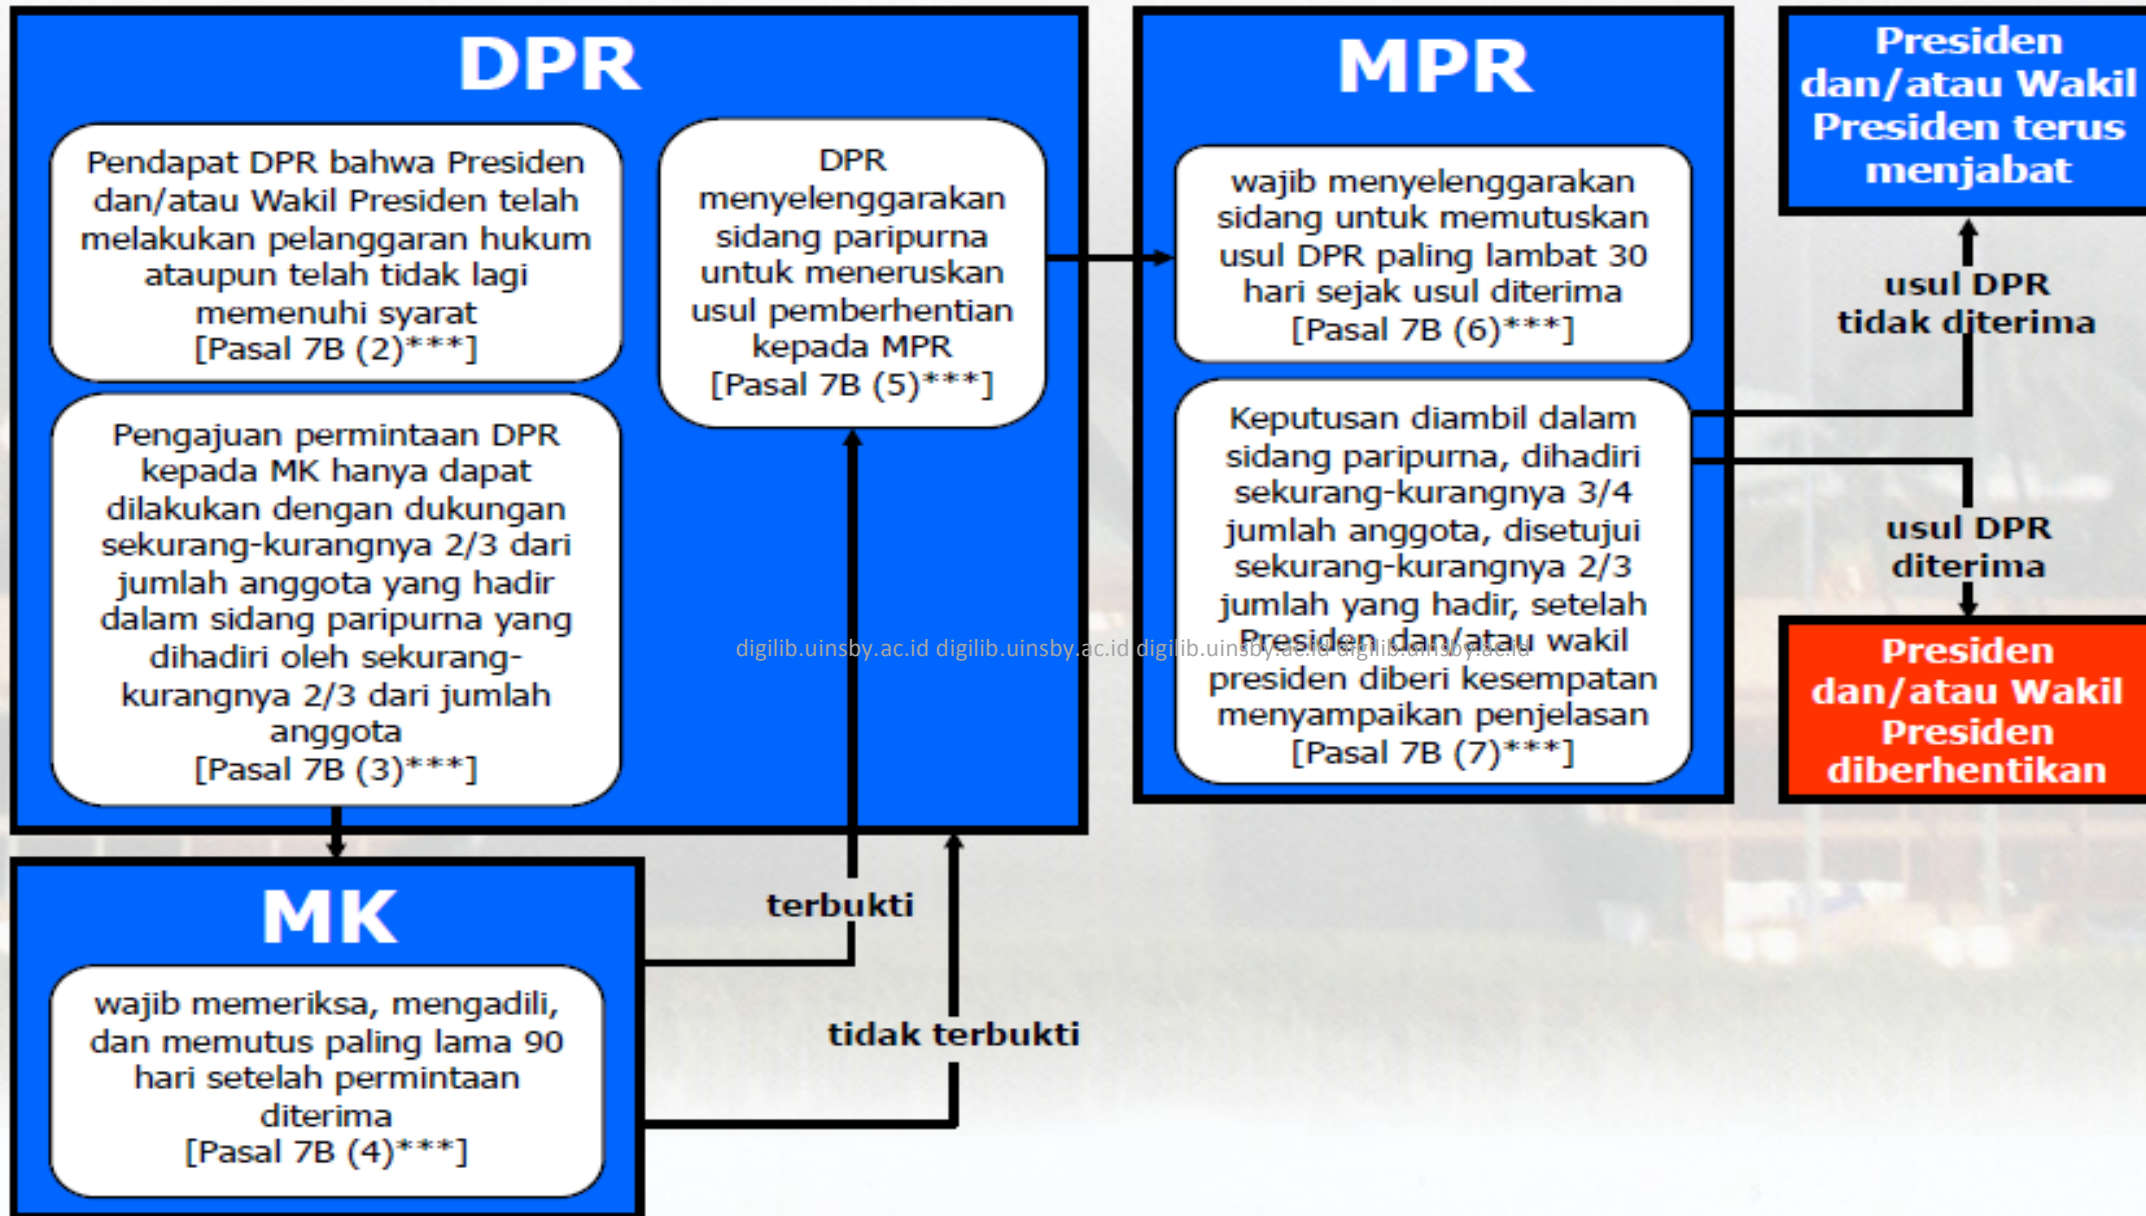 DPR
Pendapat DPR bahwa Presiden
dan/atau Wakil Presiden telah
melakukan pelanggaran hukum
ataupun telah tidak lagi
memenuhi syarat
[Pasal 7B (2)***]
Pengajuan permintaan DPR
kepada MK hanya dapat
dilakukan dengan dukungan
sekurang-kurangnya 2/3 dari
jumlah anggota yang hadir
dalam sidang paripurna yang
dihadiri oleh sekurang-
kurangnya 2/3 dari jumlah
anggota
[Pasal 7B (3)***]
DPR
menyelenggarakan
sidang paripurna
untuk meneruskan
usul pemberhentian
kepada MPR
[Pasal 7B (5)***]
MK
wajib memeriksa, mengadili,
dan memutus paling lama 90
hari setelah permintaan
diterima
[Pasal 7B (4)***]
terbukti
tidak terbukti
MPR
wajib menyelenggarakan
sidang untuk memutuskan
usul DPR paling lambat 30
hari sejak usul diterima
[Pasal 7B (6)***]
Keputusan diambil dalam
sidang paripurna, dihadiri
sekurang-kurangnya 3/4
jumlah anggota, disetujui
sekurang-kurangnya 2/3
jumlah yang hadir, setelah
Presiden dan/atau wakil
presiden diberi kesempatan
menyampaikan penjelasan
[Pasal 7B (7)***]
Presiden
dan/atau Wakil
Presiden terus
menjabat
usul DPR
tidak diterima
usul DPR
diterima
Presiden
dan/atau Wakil
Presiden
diberhentikan
digilib.uinsby.ac.id digilib.uinsby.ac.id digilib.uinsby.ac.id digilib.uinsby.ac.id